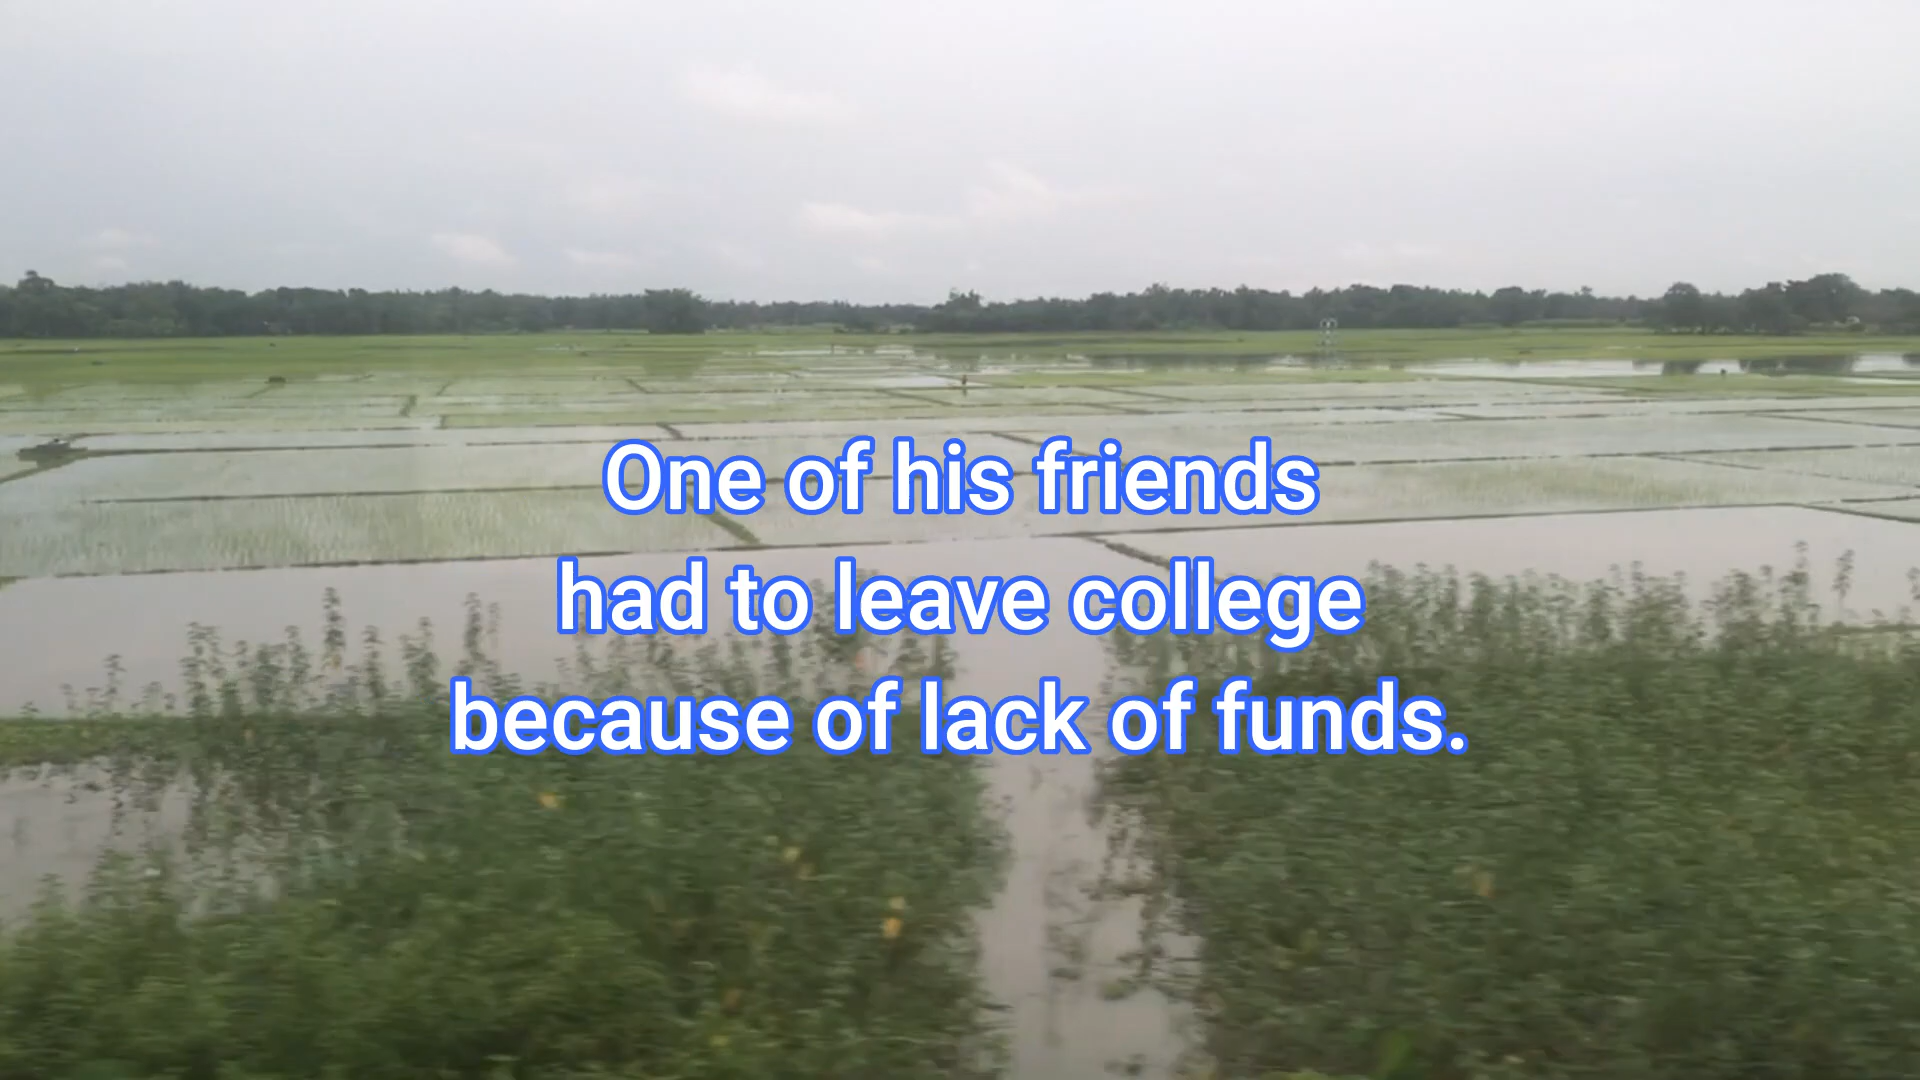 One of his friends
had to leave college
because of lack of funds.